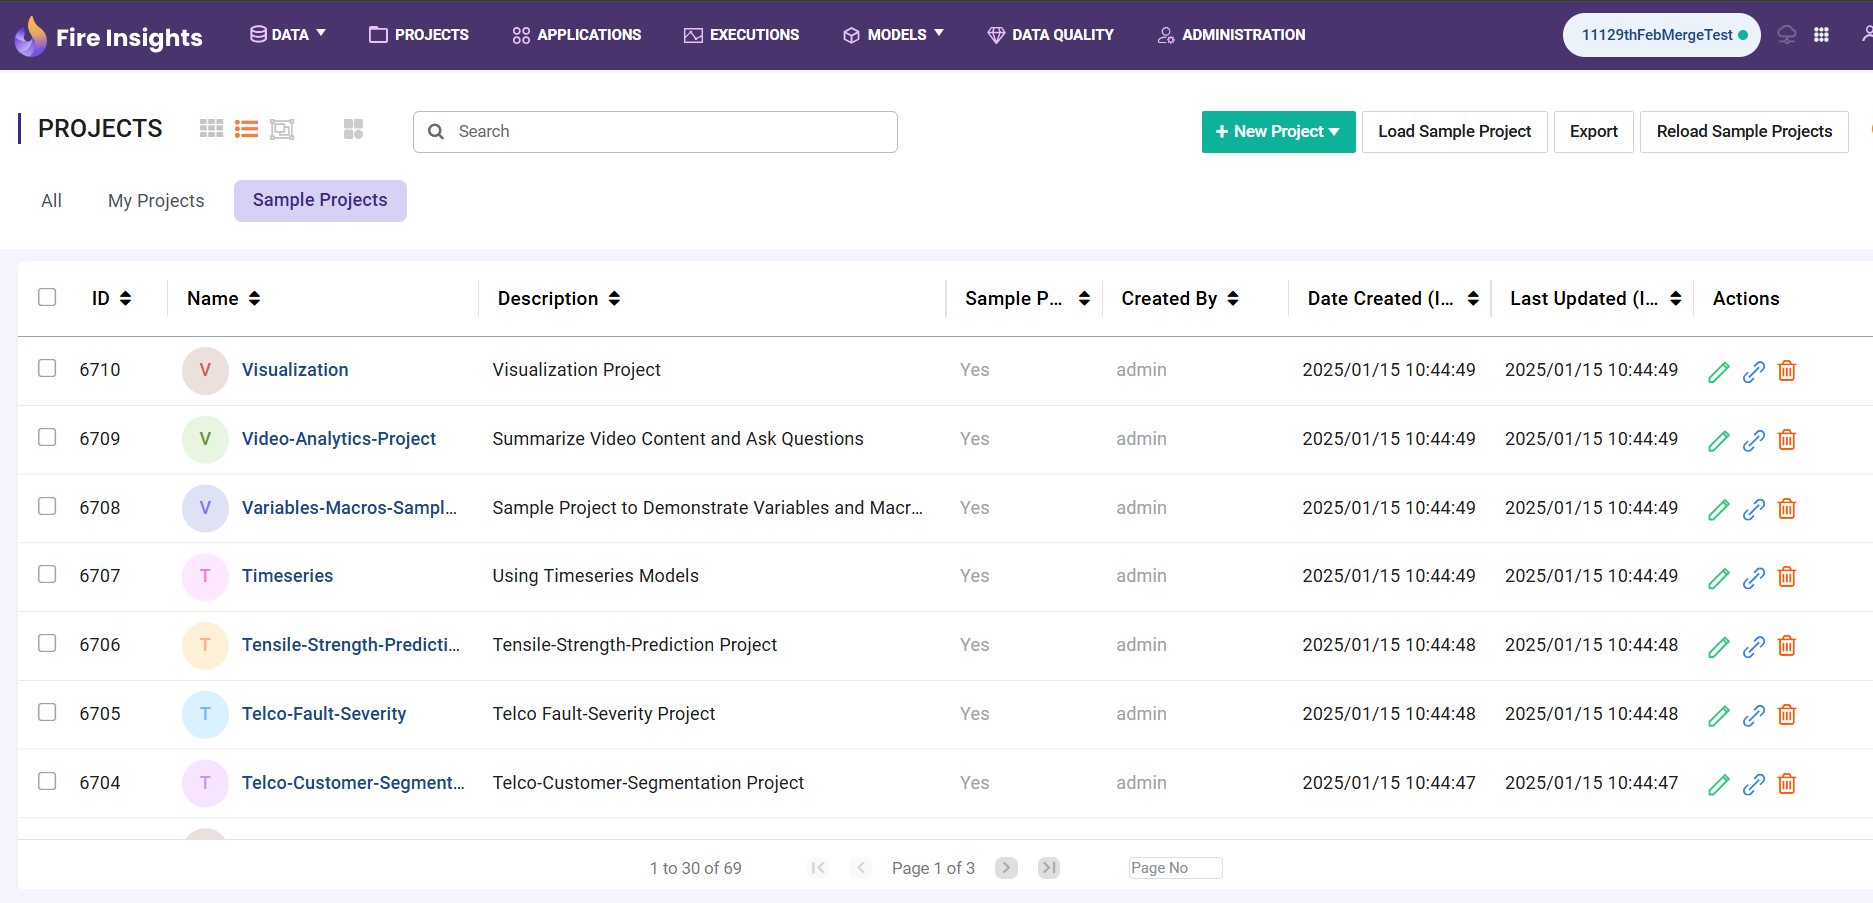 Fire Insights
DATA
PROJECTS
APPLICATIONS
EXECUTIONS
MODELS
DATA QUALITY
ADMINISTRATION
11129thFebMergeTest
PROJECTS
Search
+ New Project
Load Sample Project
Export
Reload Sample Projects
All
My Projects
Sample Projects
ID Name Description Sample P... Created By Date Created (I... Last Updated (I... Actions
6710 V Visualization Visualization Project Yes admin 2025/01/15 10:44:49 2025/01/15 10:44:49
6709 V Video-Analytics-Project Summarize Video Content and Ask Questions Yes admin 2025/01/15 10:44:49 2025/01/15 10:44:49
6708 V Variables-Macros-Sampl... Sample Project to Demonstrate Variables and Macr... Yes admin 2025/01/15 10:44:49 2025/01/15 10:44:49
6707 T Timeseries Using Timeseries Models Yes admin 2025/01/15 10:44:49 2025/01/15 10:44:49
6706 T Tensile-Strength-Predicti... Tensile-Strength-Prediction Project Yes admin 2025/01/15 10:44:48 2025/01/15 10:44:48
6705 T Telco-Fault-Severity Telco Fault-Severity Project Yes admin 2025/01/15 10:44:48 2025/01/15 10:44:48
6704 T Telco-Customer-Segment... Telco-Customer-Segmentation Project Yes admin 2025/01/15 10:44:47 2025/01/15 10:44:47
1 to 30 of 69
Page 1 of 3
Page No